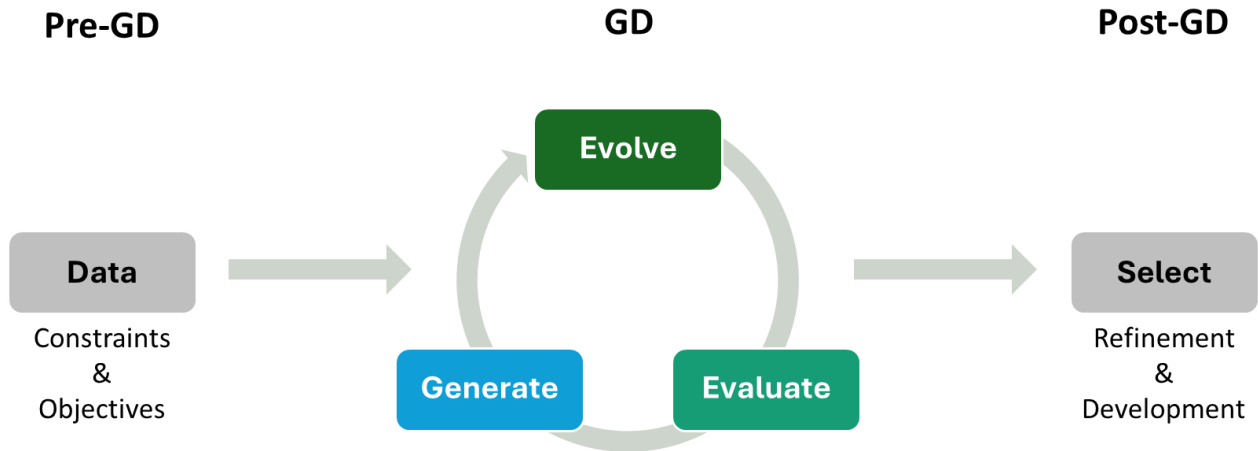 Pre-GD
GD
Post-GD
Evolve
Data
Constraints
&
Objectives
Generate
Evaluate
Select
Refinement
&
Development